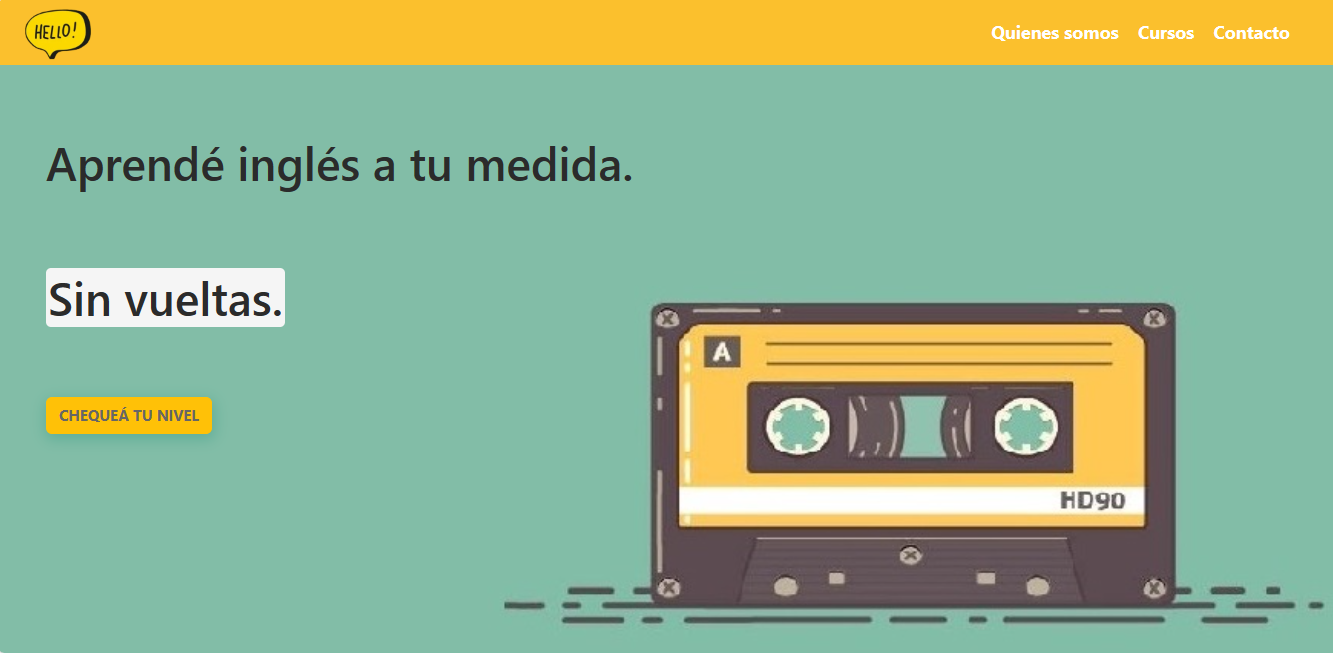 HELLO!
Quienes somos Cursos Contacto
Aprendé inglés a tu medida.
Sin vueltas.
CHEQUEÁ TU NIVEL
A
HD90